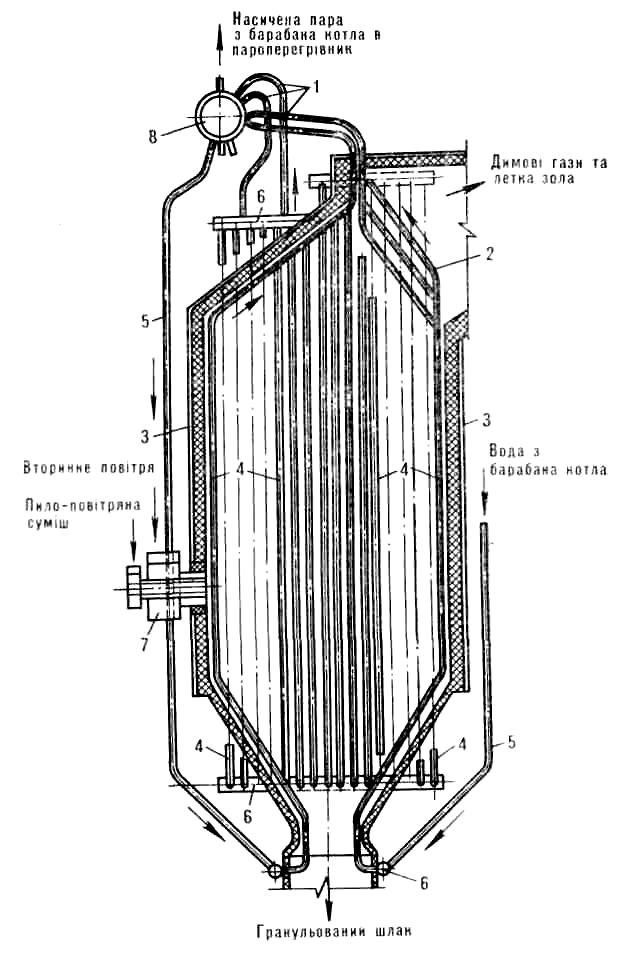 Насичена пара
з барабана котла в
пароперегрівник
1
8
Димові гази та
летка зола
6
2
5
3
3
Вода з
барабана котла
4
4
Вторинне повітря
Пило-повітряна
суміш
7
4
4
5
6
6
Гранульований шлак